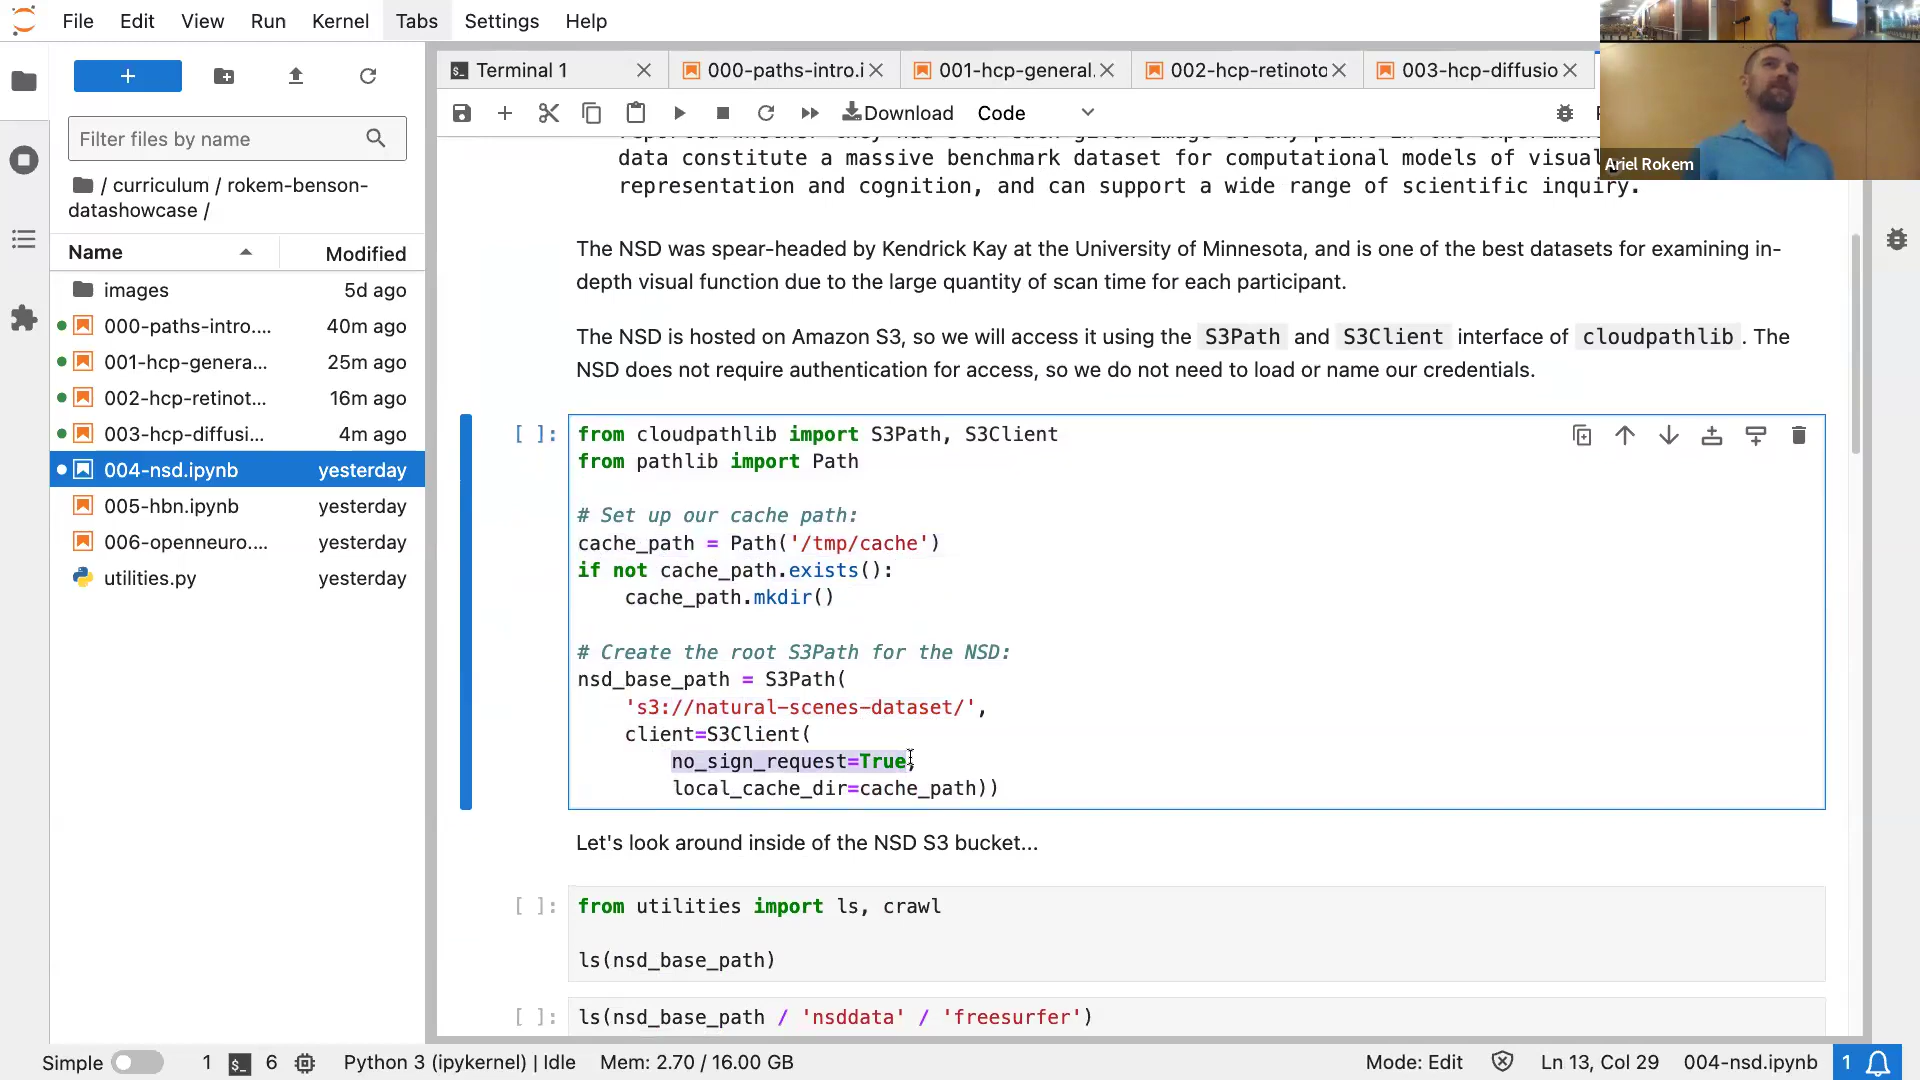 File Edit View Run Kernel Tabs Settings Help
Terminal 1 000-paths-intro.i 001-hcp-general. 002-hcp-retinoto 003-hcp-diffusio
Download Code
Filter files by name
/ curriculum / rokem-benson-
datashowcase /
Name Modified
images 5d ago
000-paths-intro.... 40m ago
001-hcp-genera... 25m ago
002-hcp-retinot... 16m ago
003-hcp-diffusi... 4m ago
004-nsd.ipynb yesterday
005-hbn.ipynb yesterday
006-openneuro.... yesterday
utilities.py yesterday
Ariel Rokem
data constitute a massive benchmark dataset for computational models of visual
representation and cognition, and can support a wide range of scientific inquiry.
The NSD was spear-headed by Kendrick Kay at the University of Minnesota, and is one of the best datasets for examining in-
depth visual function due to the large quantity of scan time for each participant.
The NSD is hosted on Amazon S3, so we will access it using the S3Path and S3Client interface of cloudpathlib. The
NSD does not require authentication for access, so we do not need to load or name our credentials.
[ ]: from cloudpathlib import S3Path, S3Client
from pathlib import Path
# Set up our cache path:
cache_path = Path('/tmp/cache')
if not cache_path.exists():
cache_path.mkdir()
# Create the root S3Path for the NSD:
nsd_base_path = S3Path(
's3://natural-scenes-dataset/',
client=S3Client(
no_sign_request=True,
local_cache_dir=cache_path))
Let's look around inside of the NSD S3 bucket...
[ ]: from utilities import ls, crawl
ls(nsd_base_path)
[ ]: ls(nsd_base_path / 'nsddata' / 'freesurfer')
Simple 1 6 Python 3 (ipykernel) | Idle Mem: 2.70 / 16.00 GB Mode: Edit Ln 13, Col 29 004-nsd.ipynb 1